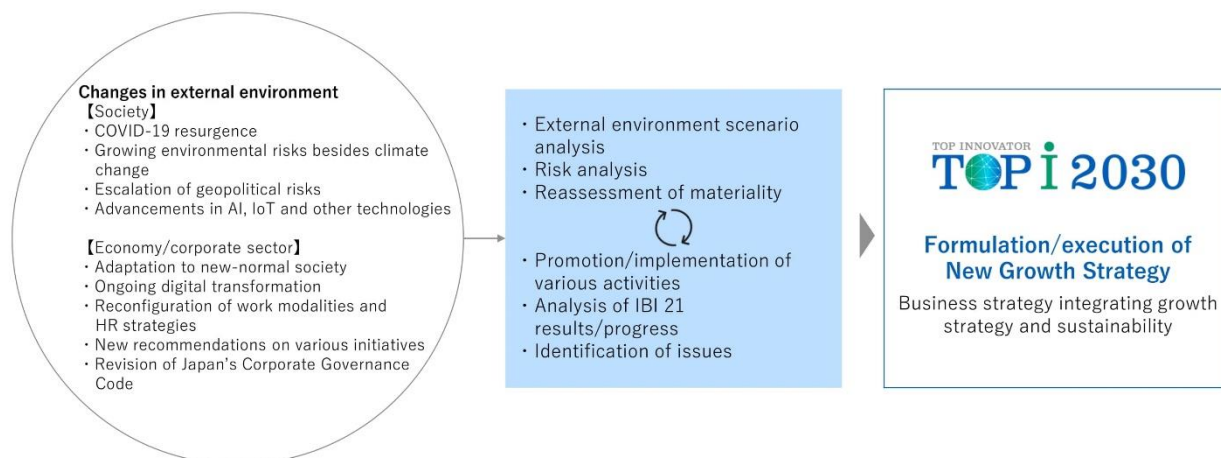 Changes in external environment
【Society】
・COVID-19 resurgence
・Growing environmental risks besides climate
change
・Escalation of geopolitical risks
・Advancements in AI, IoT and other technologies
【Economy/corporate sector】
・Adaptation to new-normal society
・Ongoing digital transformation
・Reconfiguration of work modalities and
HR strategies
・New recommendations on various initiatives
・Revision of Japan's Corporate Governance
Code
・External environment scenario
analysis
・Risk analysis
・Reassessment of materiality
・Promotion/implementation of
various activities
・Analysis of IBI 21
results/progress
・Identification of issues
TOP INNOVATOR
TOP i 2030
Formulation/execution of
New Growth Strategy
Business strategy integrating growth
strategy and sustainability